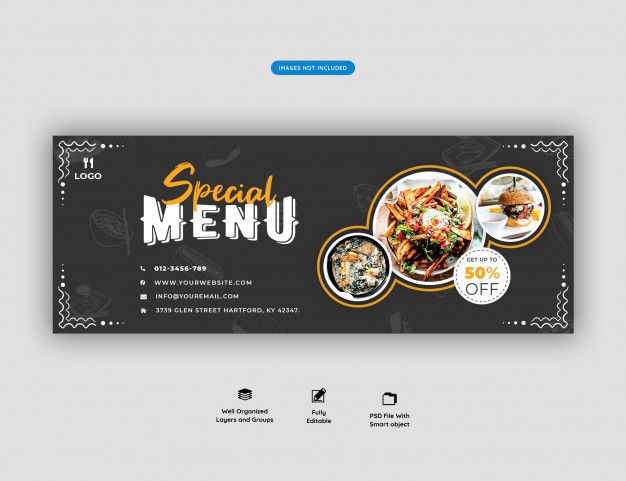 IMAGES NOT INCLUDED
LOGO
Special
MENU
012-3456-789
WWW.YOURWEBSITE.COM
INFO@YOUREMAIL.COM
3739 GLEN STREET HARTFORD, KY 42347.
GET UP TO
50%
OFF
Well Organized
Layers and Groups
Fully
Editable
PSD File With
Smart object